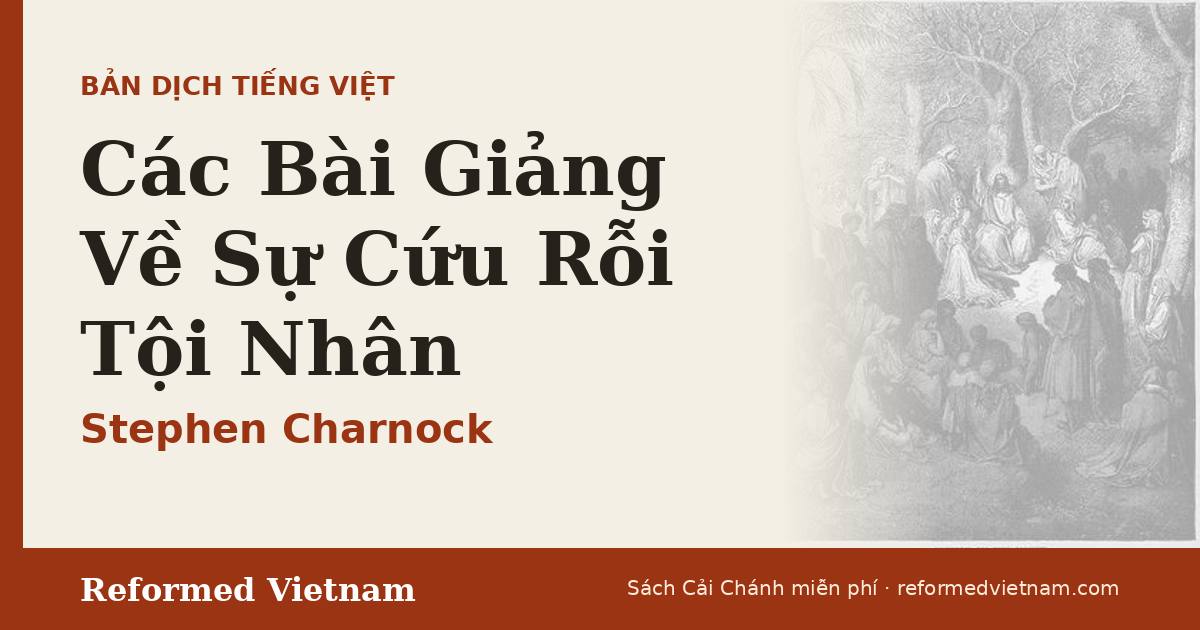 BẢN DỊCH TIẾNG VIỆT
Các Bài Giảng
Về Sự Cứu Rỗi
Tội Nhân
Stephen Charnock
Reformed Vietnam
Sách Cải Chánh miễn phí · reformedvietnam.com